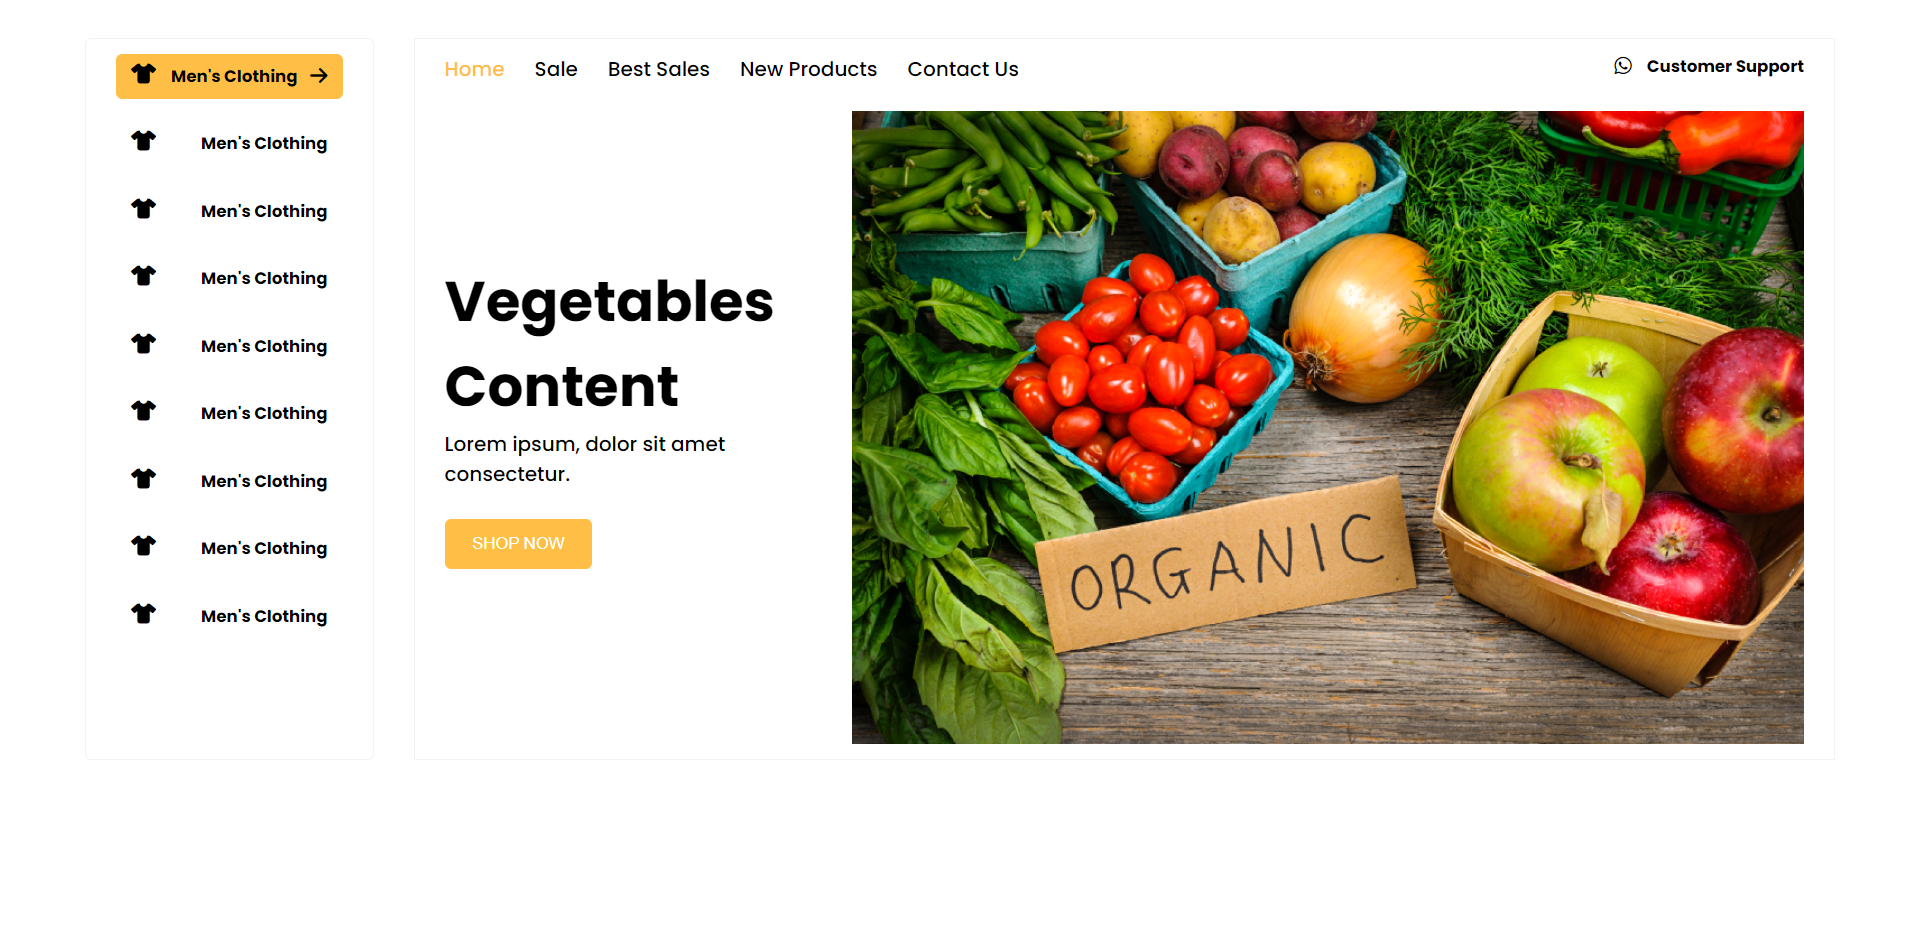 Men's Clothing
Men's Clothing
Men's Clothing
Men's Clothing
Men's Clothing
Men's Clothing
Men's Clothing
Men's Clothing
Men's Clothing
Home Sale Best Sales New Products Contact Us
Customer Support
Vegetables
Content
Lorem ipsum, dolor sit amet
consectetur.
SHOP NOW
ORGANIC